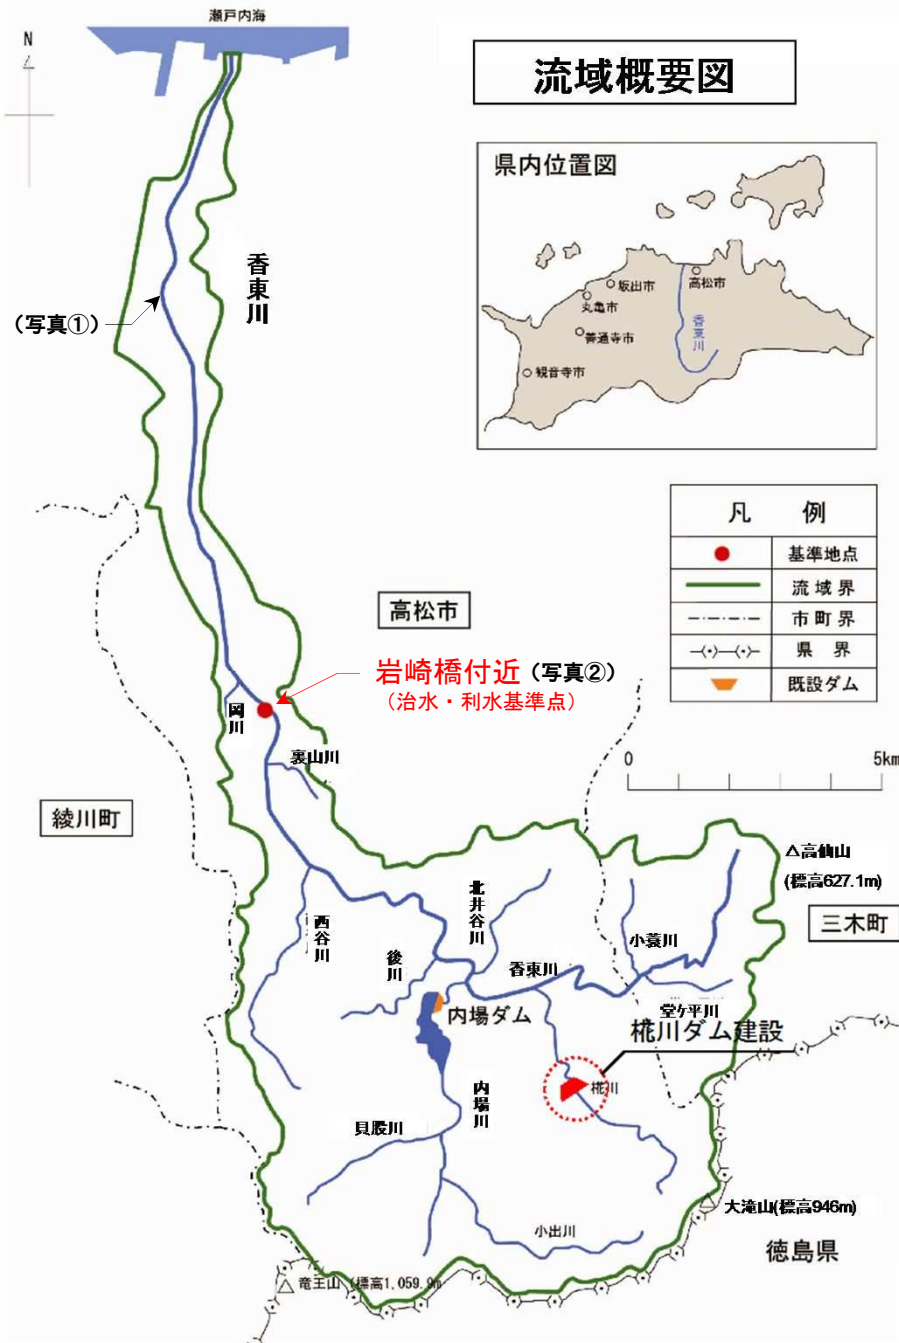 瀬戸内海
N
流域概要図
県内位置図
高松市
坂出市
丸亀市
善通寺市
観音寺市
香東川
香東川
(写真①)
凡 例
基準地点
流域界
市町界
県 界
既設ダム
高松市
岩崎橋付近 (写真②)
(治水・利水基準点)
岡川
裏山川
0 5km
綾川町
△高仙山
(標高627.1m)
三木町
西谷川
後川
北井谷川
香東川
小蓑川
堂ケ平川
内場ダム
椛川ダム建設
椛川
内場川
貝股川
小出川
大滝山(標高946m)
徳島県
竜王山 (標高1,059.9m